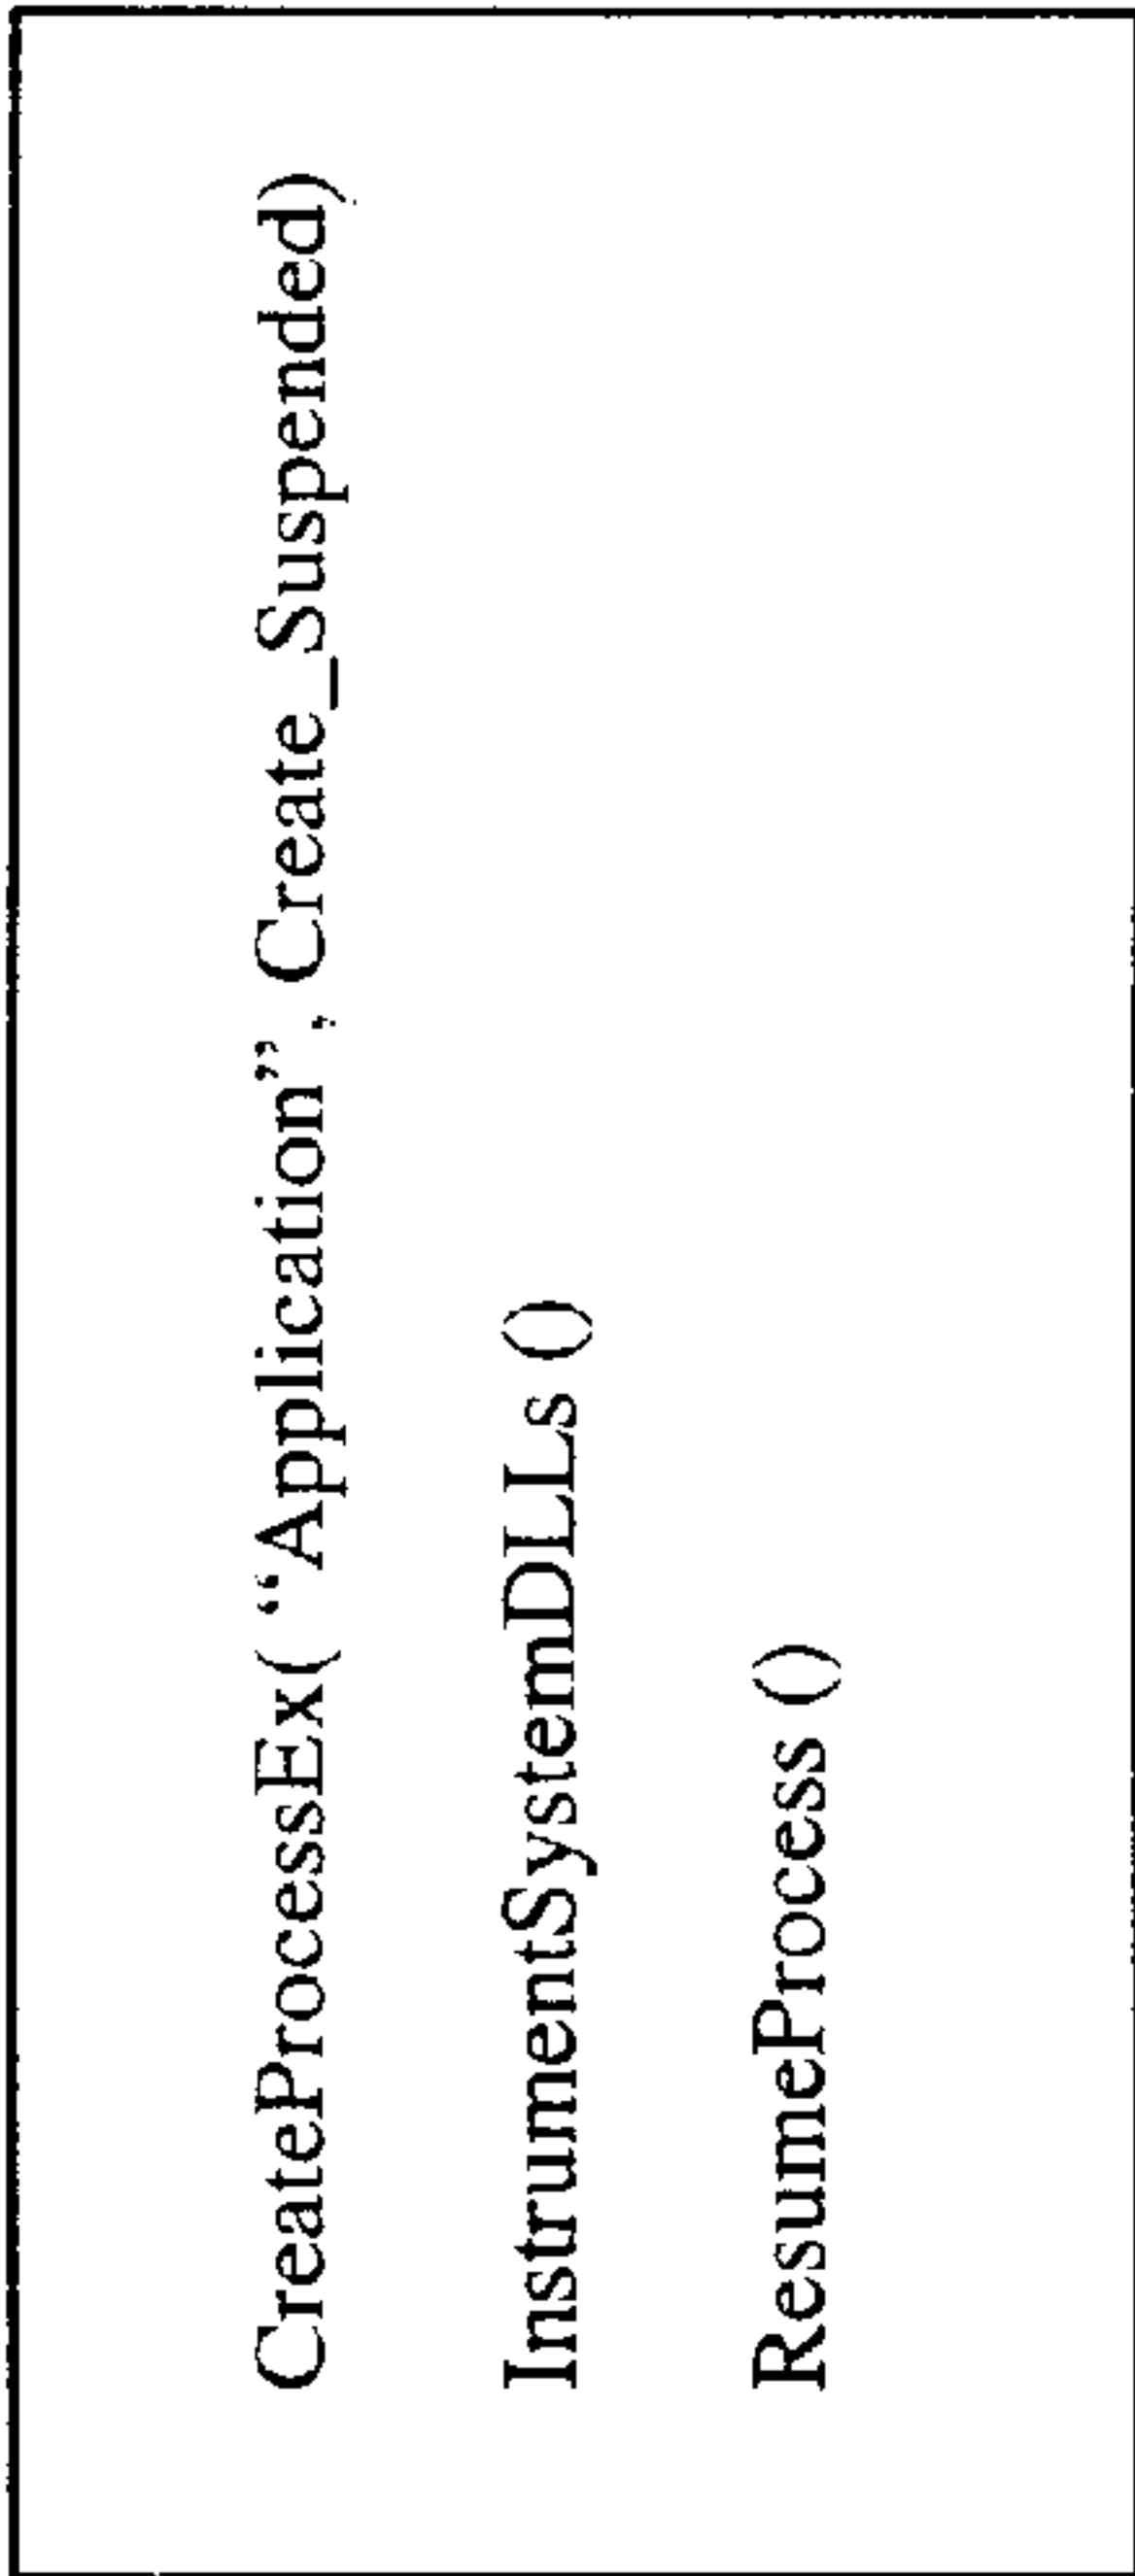 CreateProcessEx( “Application”, Create_Suspended)
InstrumentSystemDLLs ()
ResumeProcess ()